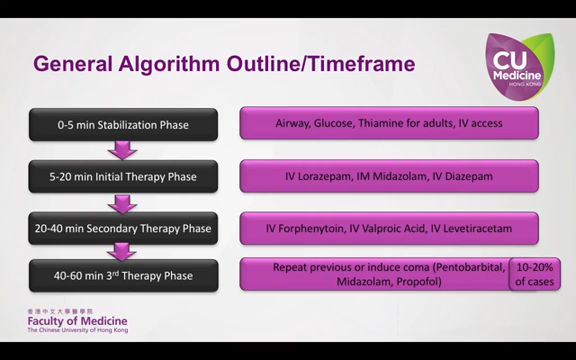 General Algorithm Outline/Timeframe
CU
Medicine
HONG KONG
0-5 min Stabilization Phase
Airway, Glucose, Thiamine for adults, IV access
5-20 min Initial Therapy Phase
IV Lorazepam, IM Midazolam, IV Diazepam
20-40 min Secondary Therapy Phase
IV Forphenytoin, IV Valproic Acid, IV Levetiracetam
40-60 min 3rd Therapy Phase
Repeat previous or induce coma (Pentobarbital,
Midazolam, Propofol)
10-20%
of cases
香港中文大學醫學院
Faculty of Medicine
The Chinese University of Hong Kong